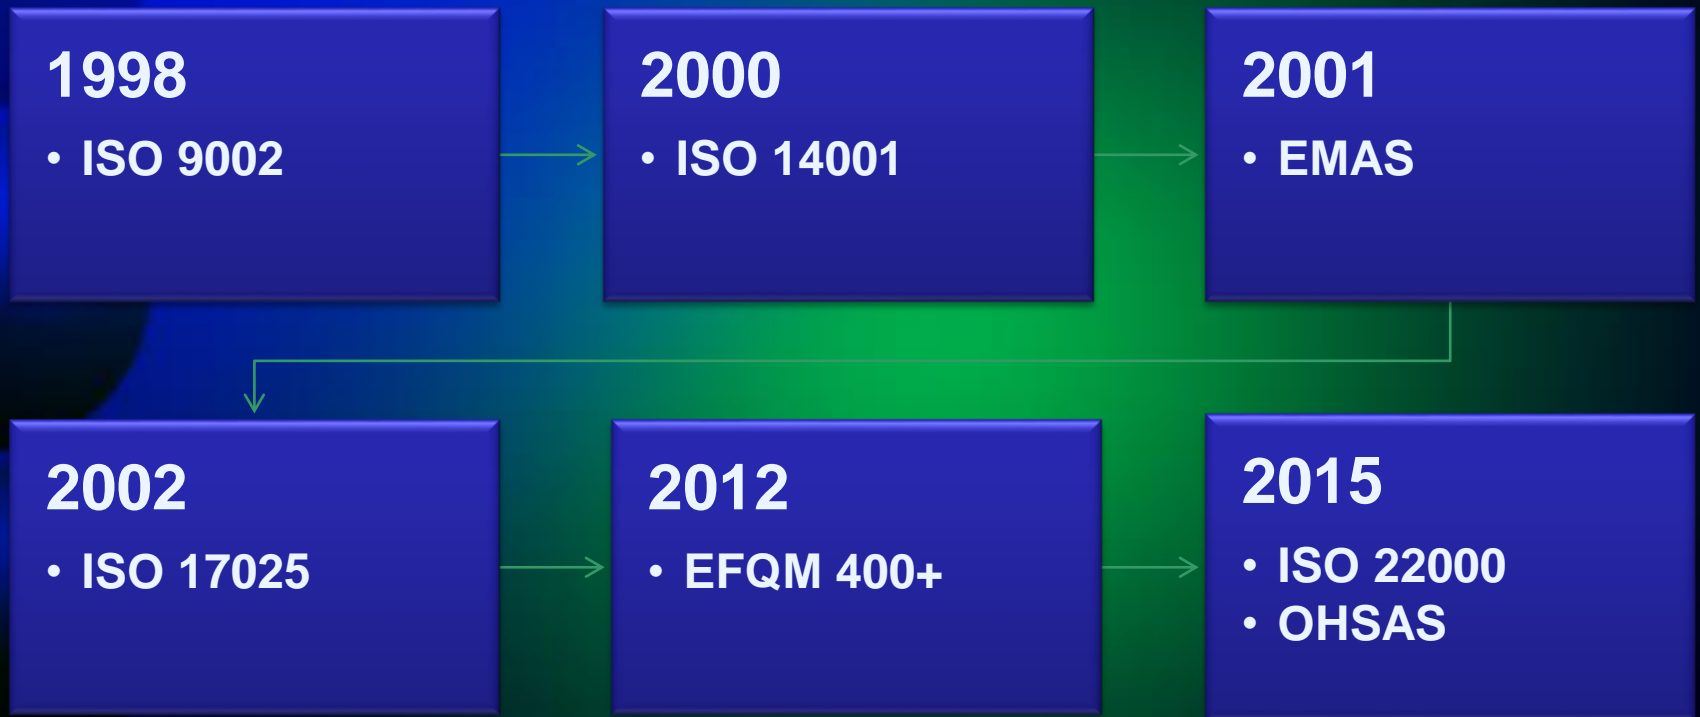 1998
• ISO 9002
2000
• ISO 14001
2001
• EMAS
2002
• ISO 17025
2012
• EFQM 400+
2015
• ISO 22000
• OHSAS